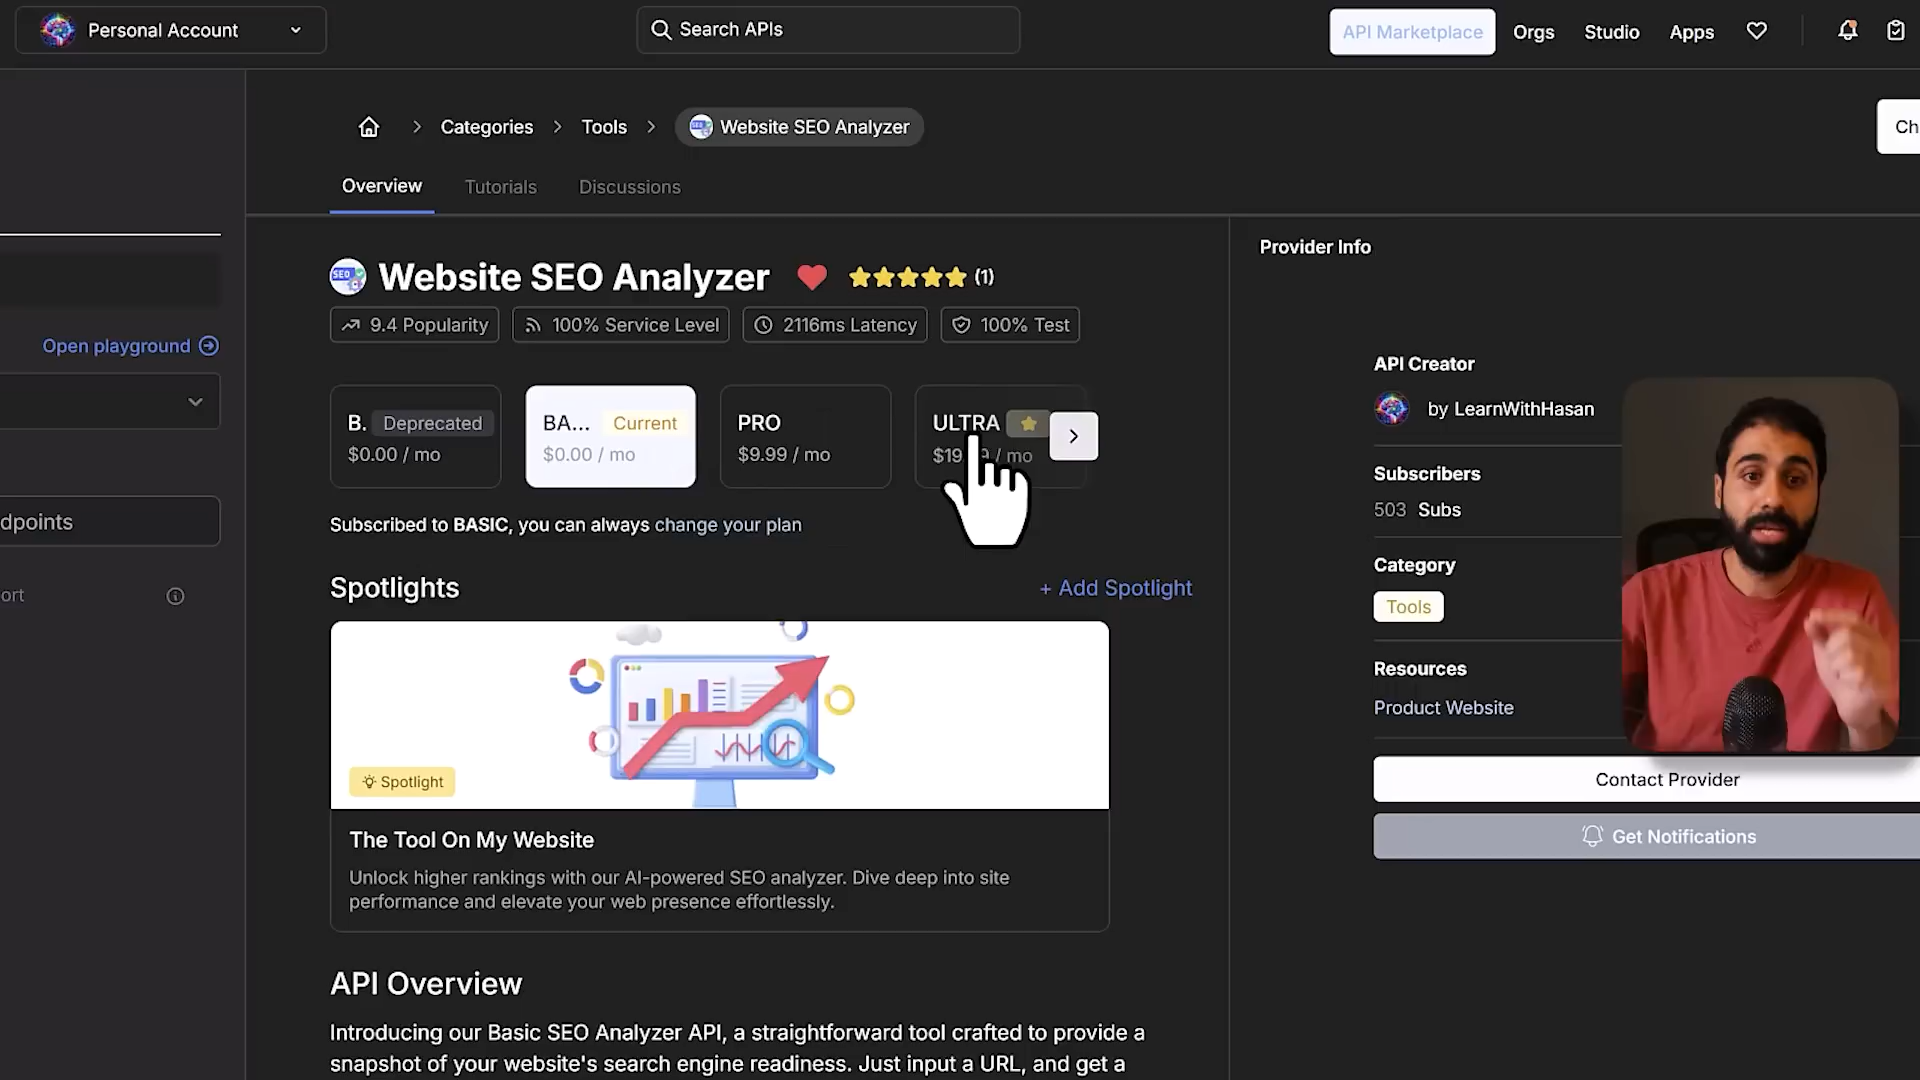 Personal Account
Search APIs
API Marketplace
Orgs
Studio
Apps
Categories
Tools
Website SEO Analyzer
Ch
Overview
Tutorials
Discussions
Website SEO Analyzer
(1)
9.4 Popularity
100% Service Level
2116ms Latency
100% Test
Open playground
B. Deprecated
$0.00 / mo
BA... Current
$0.00 / mo
PRO
$9.99 / mo
ULTRA
/ mo
Subscribed to BASIC, you can always change your plan
dpoints
ort
Spotlights
+ Add Spotlight
Spotlight
The Tool On My Website
Unlock higher rankings with our AI-powered SEO analyzer. Dive deep into site
performance and elevate your web presence effortlessly.
API Overview
Introducing our Basic SEO Analyzer API, a straightforward tool crafted to provide a
snapshot of your website's search engine readiness. Just input a URL, and get a
Provider Info
API Creator
by LearnWithHasan
Subscribers
503 Subs
Category
Tools
Resources
Product Website
Contact Provider
Get Notifications